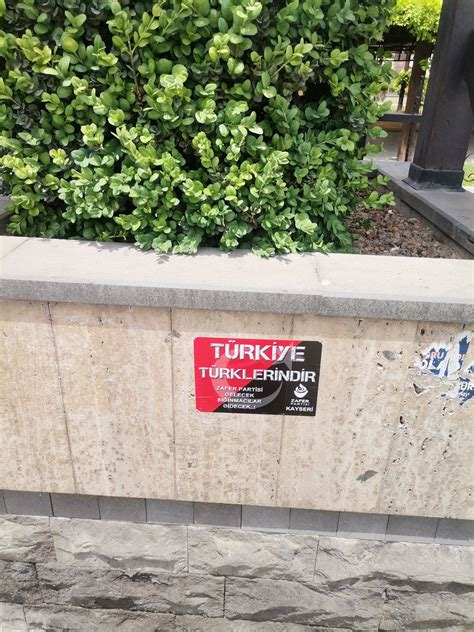 TÜRKİYE
TÜRKLERİNDİR
ZAFER PARTİSİ
GELECEK
SIĞINMACILAR
GİDECEK..!
ZAFER
PARTİSİ
KAYSERİ